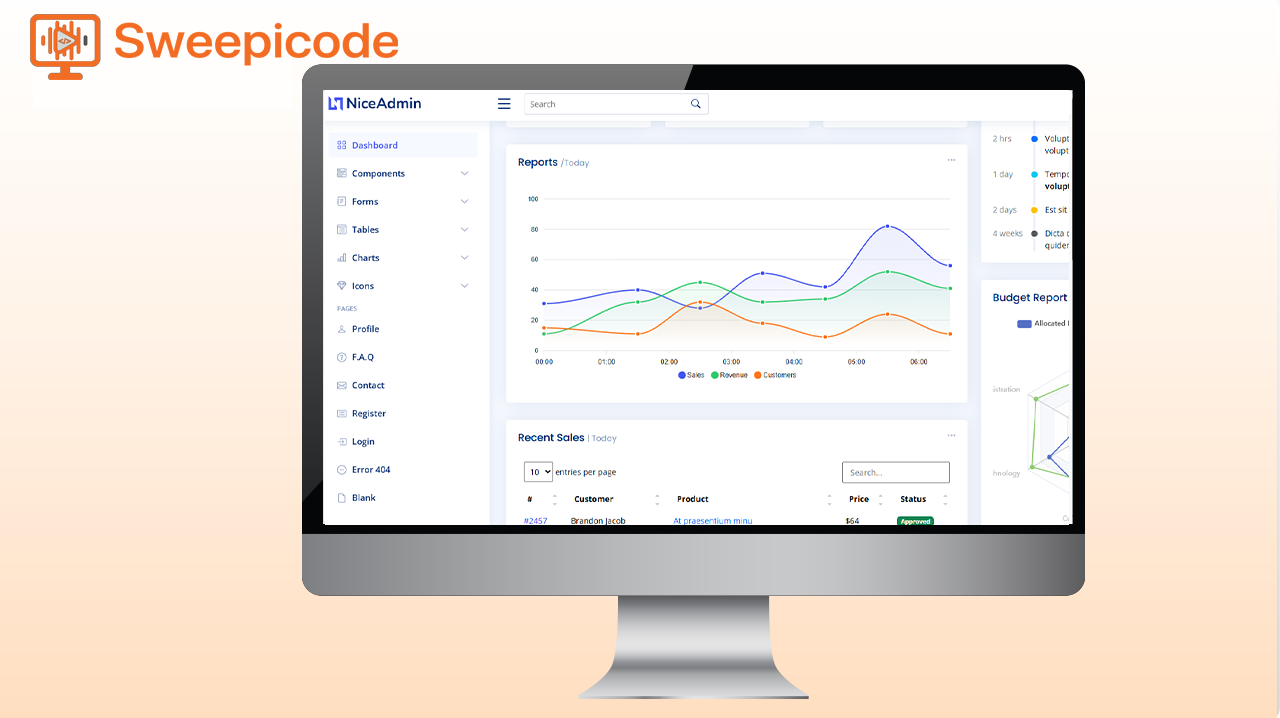 Sweepicode
NiceAdmin
Search
Dashboard
Components
Forms
Tables
Charts
Icons
PAGES
Profile
F.A.Q
Contact
Register
Login
Error 404
Blank
Reports /Today
100
80
60
40
20
0
00:00 01:00 02:00 03:00 04:00 05:00 06:00
Sales Revenue Customers
Recent Sales | Today
10 entries per page
Search...
# Customer Product Price Status
#2457 Brandon Jacob At praesentium minu $64 Approved
2 hrs Volupt
volupt
1 day Tempo
volupt
2 days Est sit
4 weeks Dicta
quider
Budget Report
Allocated
istration
hnology